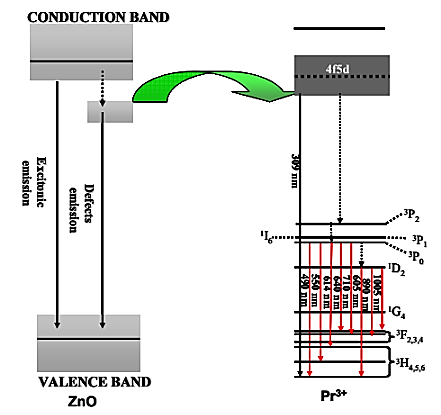 CONDUCTION BAND
4f5d
Excitonic
emission
Defects
emission
309 nm
³P₂
¹I₆
³P₁
³P₀
¹D₂
490 nm
550 nm
614 nm
640 nm
710 nm
605 nm
890 nm
1005 nm
¹G₄
³F₂,₃,₄
³H₄,₅,₆
VALENCE BAND
ZnO
Pr³⁺